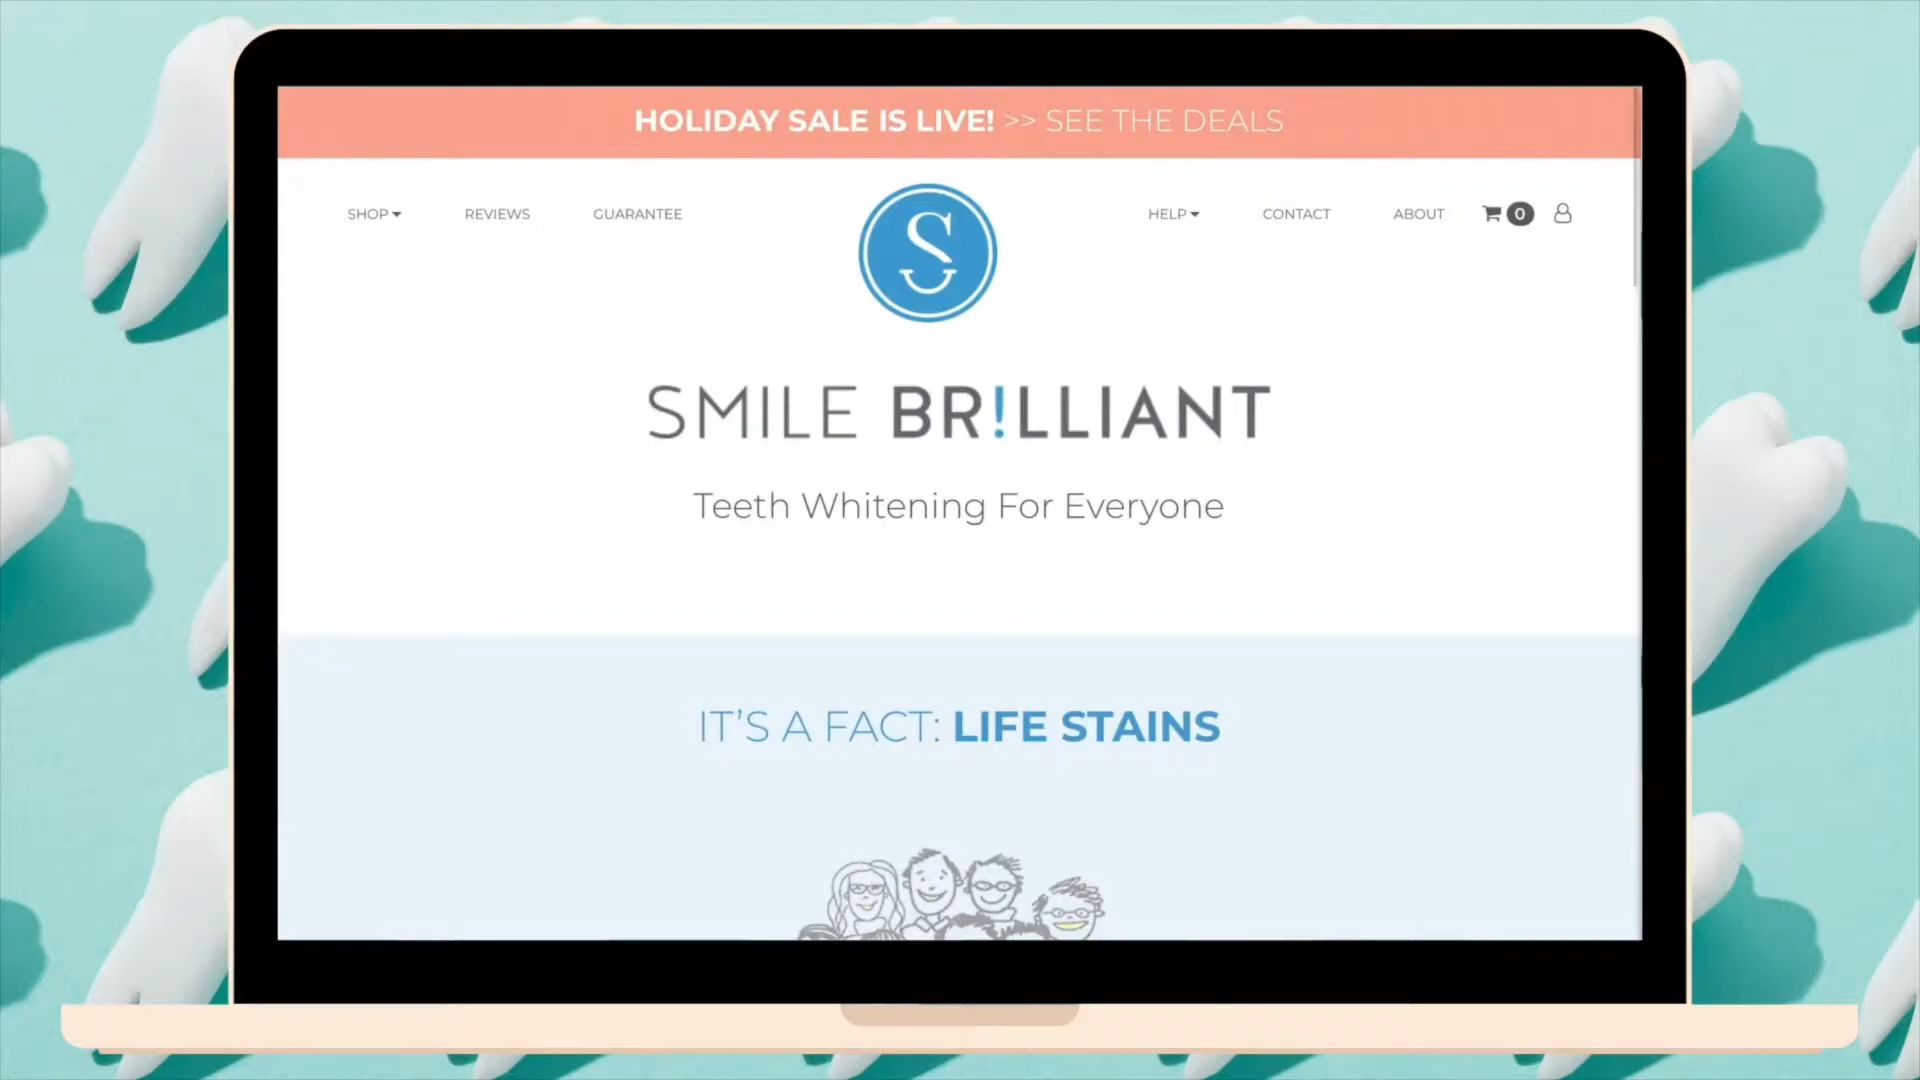 HOLIDAY SALE IS LIVE! >> SEE THE DEALS
SHOP REVIEWS GUARANTEE HELP CONTACT ABOUT 0
S
SMILE BR!LLIANT
Teeth Whitening For Everyone
IT'S A FACT: LIFE STAINS